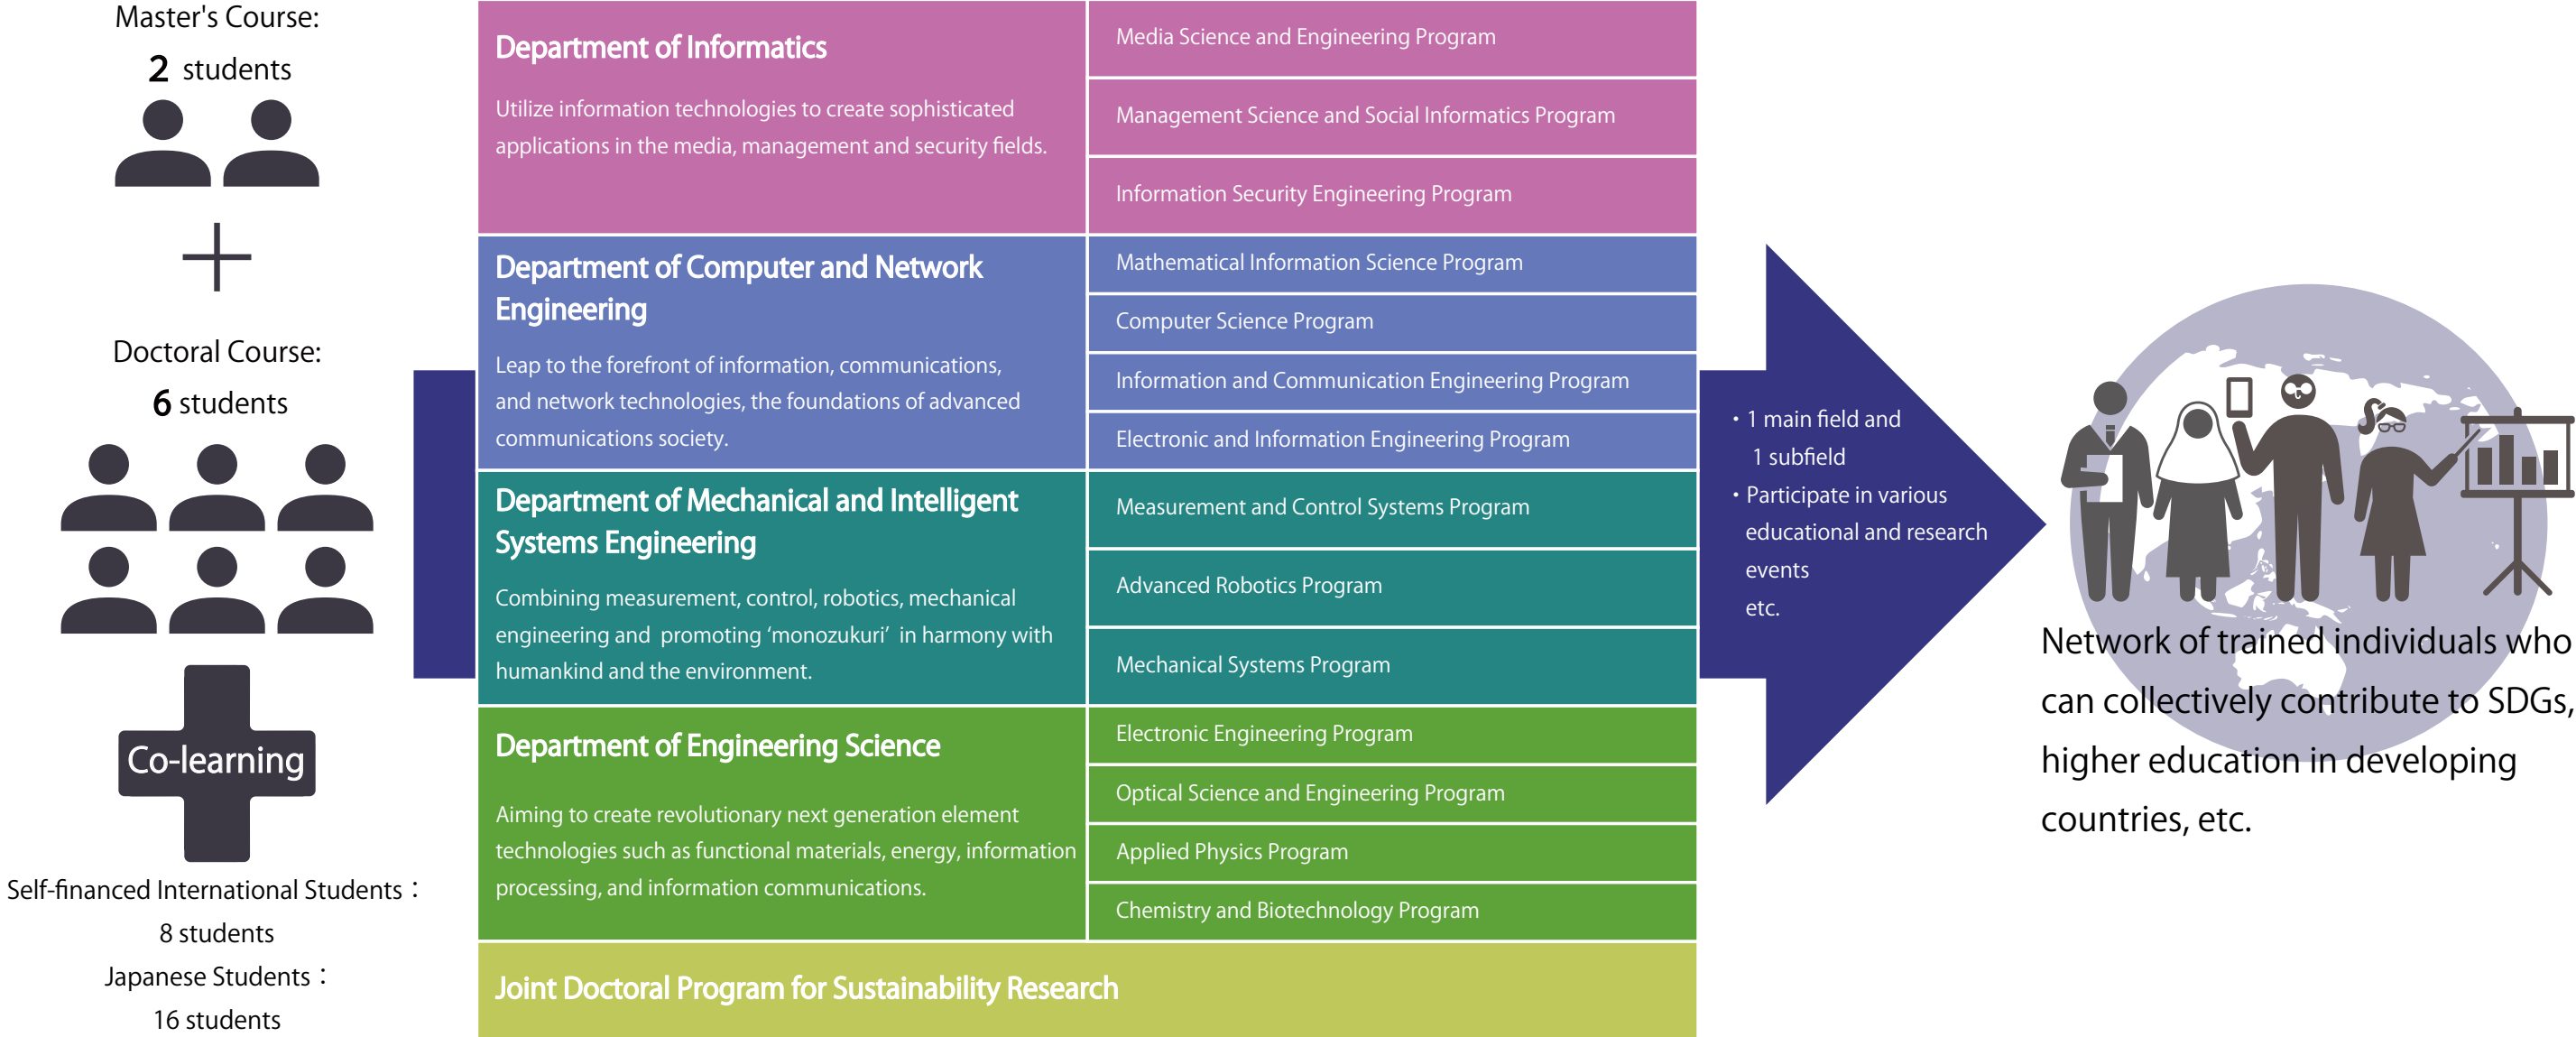 Master's Course:
2 students
Doctoral Course:
6 students
Co-learning
Self-financed International Students：
8 students
Japanese Students：
16 students
Department of Informatics
Utilize information technologies to create sophisticated
applications in the media, management and security fields.
Media Science and Engineering Program
Management Science and Social Informatics Program
Information Security Engineering Program
Department of Computer and Network
Engineering
Leap to the forefront of information, communications,
and network technologies, the foundations of advanced
communications society.
Mathematical Information Science Program
Computer Science Program
Information and Communication Engineering Program
Electronic and Information Engineering Program
Department of Mechanical and Intelligent
Systems Engineering
Combining measurement, control, robotics, mechanical
engineering and promoting ‘monozukuri’ in harmony with
humankind and the environment.
Measurement and Control Systems Program
Advanced Robotics Program
Mechanical Systems Program
Department of Engineering Science
Aiming to create revolutionary next generation element
technologies such as functional materials, energy, information
processing, and information communications.
Electronic Engineering Program
Optical Science and Engineering Program
Applied Physics Program
Chemistry and Biotechnology Program
Joint Doctoral Program for Sustainability Research
・1 main field and
1 subfield
・Participate in various
educational and research
events
etc.
Network of trained individuals who
can collectively contribute to SDGs,
higher education in developing
countries, etc.